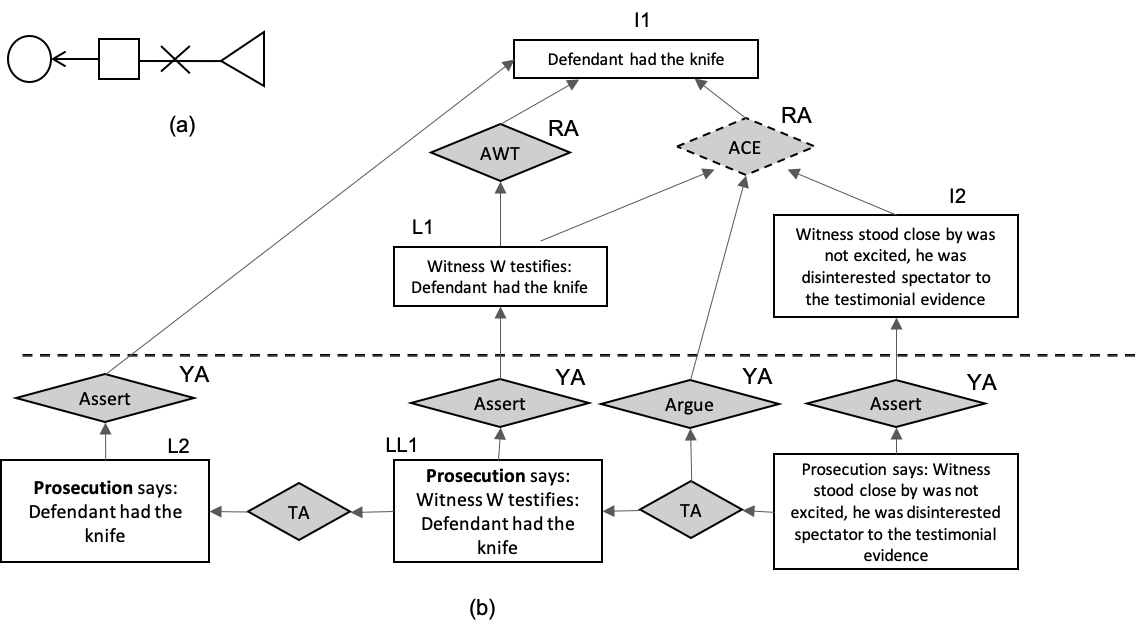 I1
Defendant had the knife
(a)
RA
AWT
RA
ACE
L1
Witness W testifies:
Defendant had the knife
I2
Witness stood close by was
not excited, he was
disinterested spectator to
the testimonial evidence
YA
Assert
YA
Assert
YA
Argue
YA
Assert
L2
Prosecution says:
Defendant had the
knife
TA
LL1
Prosecution says:
Witness W testifies:
Defendant had the
knife
TA
Prosecution says: Witness
stood close by was not
excited, he was disinterested
spectator to the testimonial
evidence
(b)